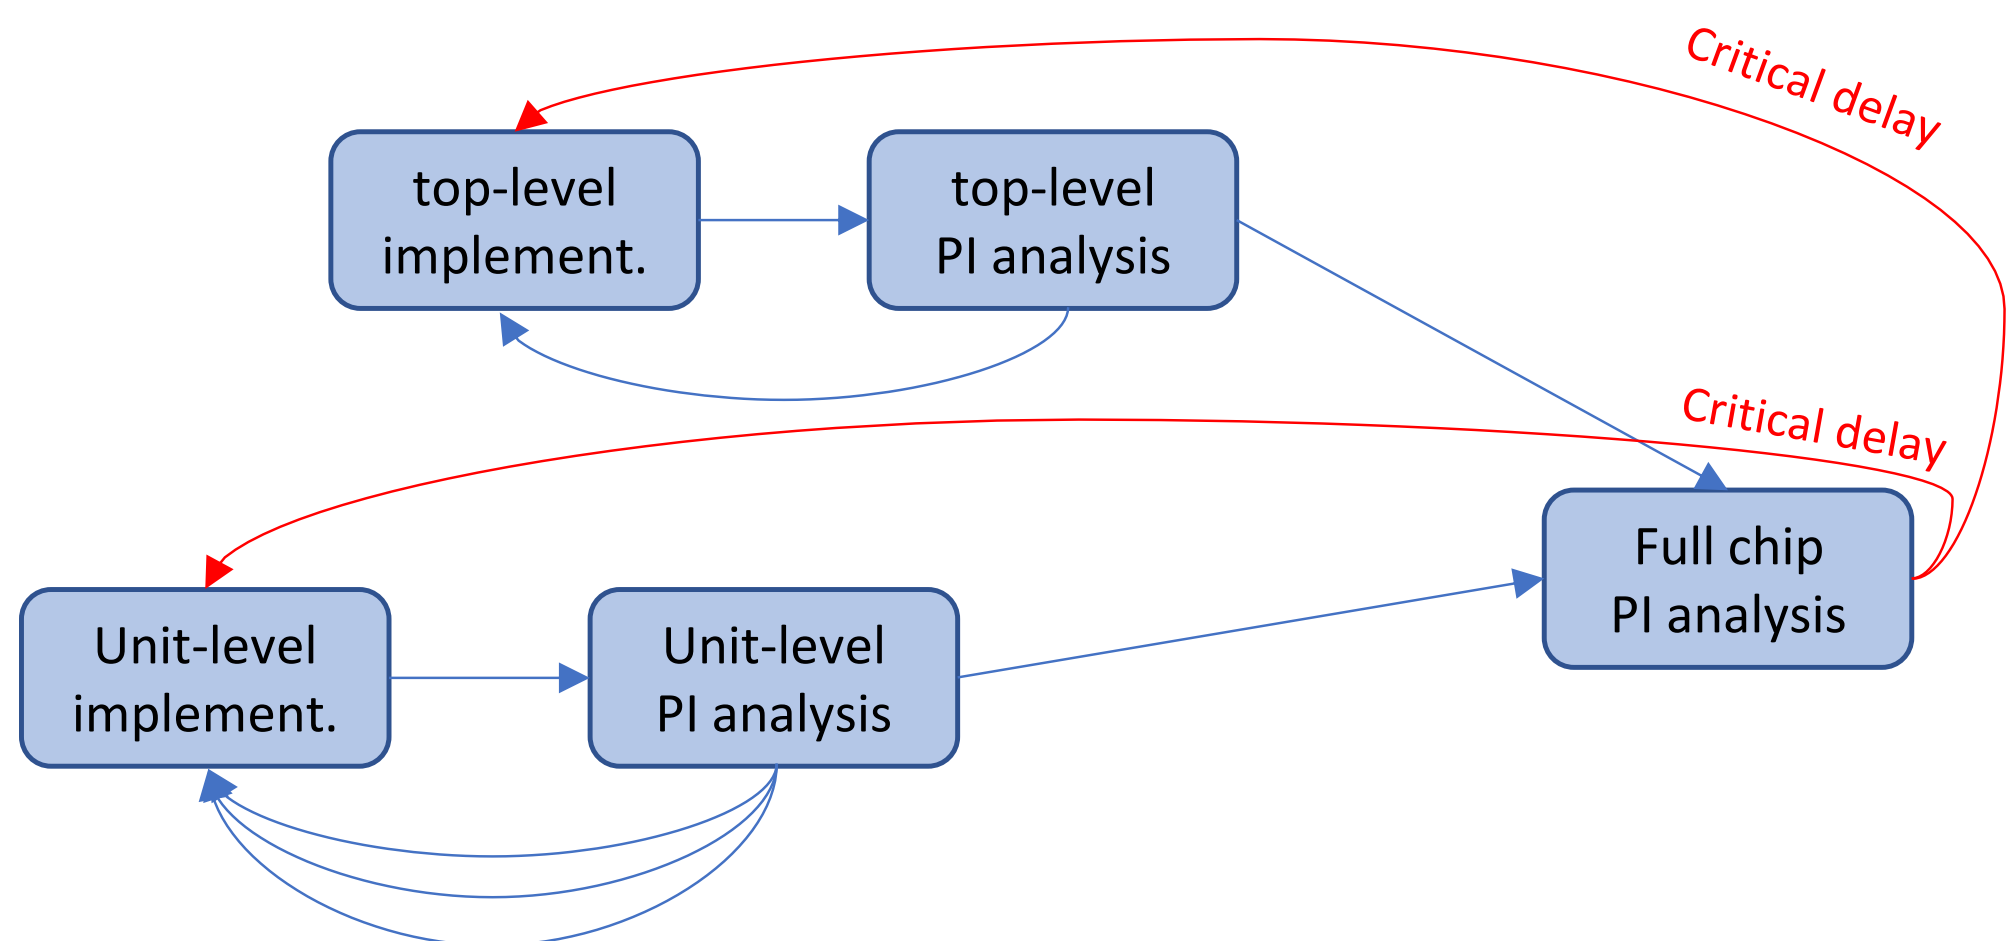 Critical delay
top-level
implement.
top-level
PI analysis
Critical delay
Full chip
PI analysis
Unit-level
implement.
Unit-level
PI analysis